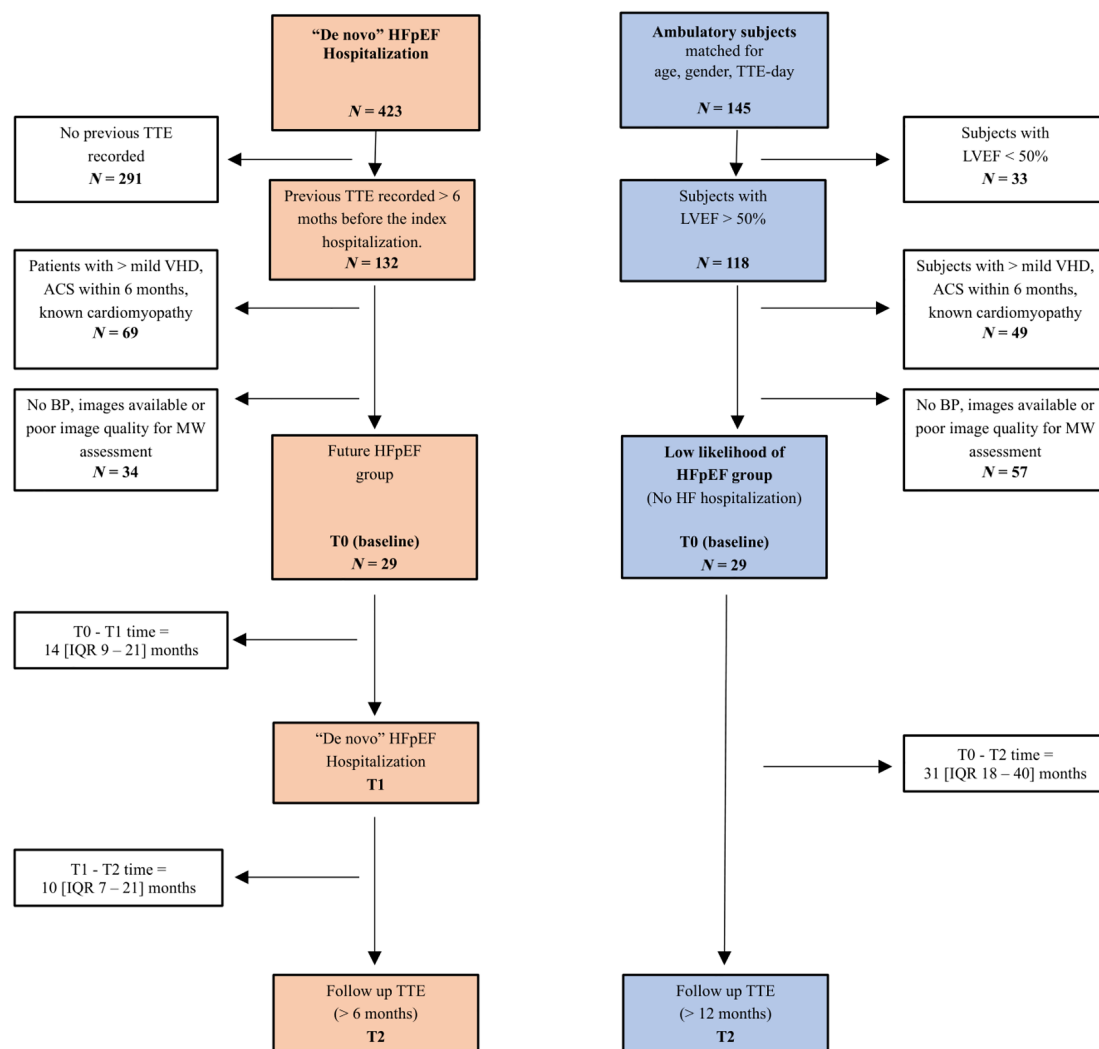 “De novo” HFpEF
Hospitalization
N = 423
Ambulatory subjects
matched for
age, gender, TTE-day
N = 145
No previous TTE
recorded
N = 291
Subjects with
LVEF < 50%
N = 33
Previous TTE recorded > 6
moths before the index
hospitalization.
N = 132
Subjects with
LVEF > 50%
N = 118
Patients with > mild VHD,
ACS within 6 months,
known cardiomyopathy
N = 69
Subjects with > mild VHD,
ACS within 6 months,
known cardiomyopathy
N = 49
No BP, images available or
poor image quality for MW
assessment
N = 34
No BP, images available or
poor image quality for MW
assessment
N = 57
Future HFpEF
group
T0 (baseline)
N = 29
Low likelihood of
HFpEF group
(No HF hospitalization)
T0 (baseline)
N = 29
T0 - T1 time =
14 [IQR 9 – 21] months
“De novo” HFpEF
Hospitalization
T1
T0 - T2 time =
31 [IQR 18 – 40] months
T1 - T2 time =
10 [IQR 7 – 21] months
Follow up TTE
(> 6 months)
T2
Follow up TTE
(> 12 months)
T2